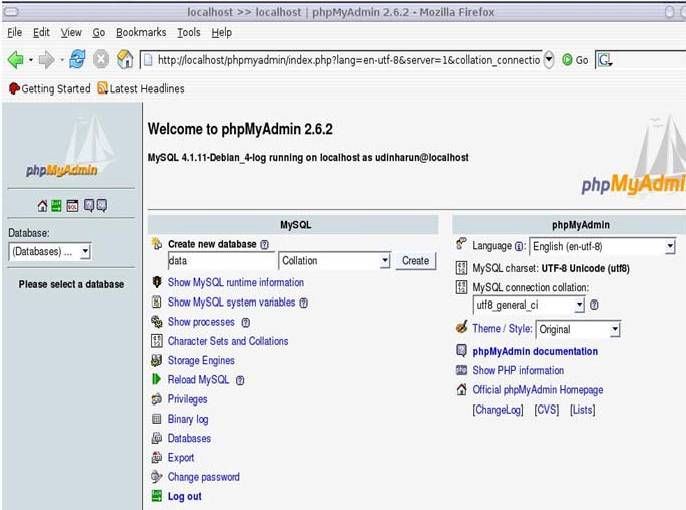 localhost >> localhost | phpMyAdmin 2.6.2 - Mozilla Firefox
File Edit View Go Bookmarks Tools Help
http://localhost/phpmyadmin/index.php?lang=en-utf-8&server=1&collation_connectio
Go
G
Getting Started Latest Headlines
phpMyAdmin
Database:
(Databases) ...
Please select a database
Welcome to phpMyAdmin 2.6.2
MySQL 4.1.11-Debian_4-log running on localhost as udinharun@localhost
phpMyAdmi
MySQL
Create new database
data Collation Create
Show MySQL runtime information
Show MySQL system variables
Show processes
Character Sets and Collations
Storage Engines
Reload MySQL
Privileges
Binary log
Databases
Export
Change password
Log out
phpMyAdmin
Language: English (en-utf-8)
MySQL charset: UTF-8 Unicode (utf8)
MySQL connection collation:
utf8_general_ci
Theme / Style: Original
phpMyAdmin documentation
Show PHP information
Official phpMyAdmin Homepage
[ChangeLog] [CVS] [Lists]